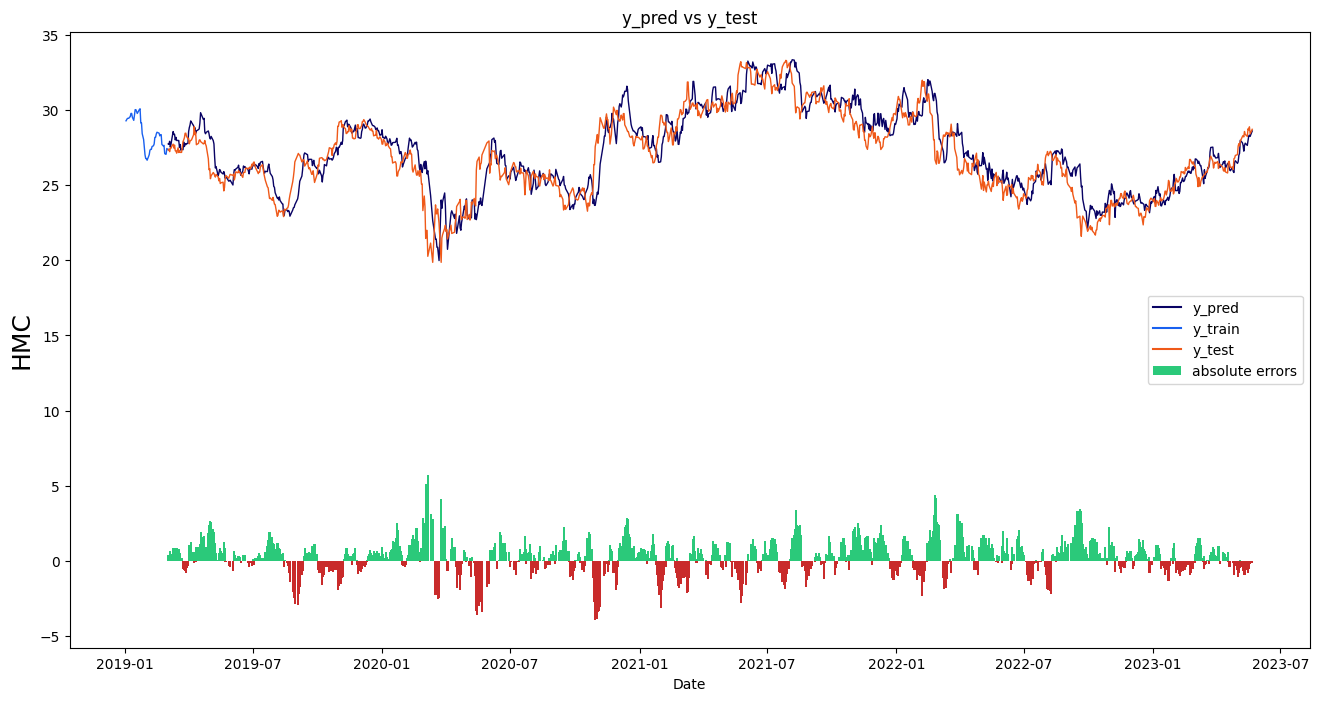 y_pred vs y_test
35
30
25
20
15
10
5
0
−5
HMC
y_pred
y_train
y_test
absolute errors
2019-01 2019-07 2020-01 2020-07 2021-01 2021-07 2022-01 2022-07 2023-01 2023-07
Date